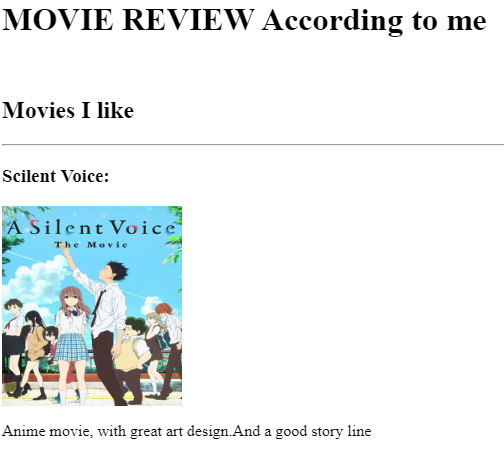 MOVIE REVIEW According to me
Movies I like
Scilent Voice:
A Silent Voice
The Movie
Anime movie, with great art design.And a good story line